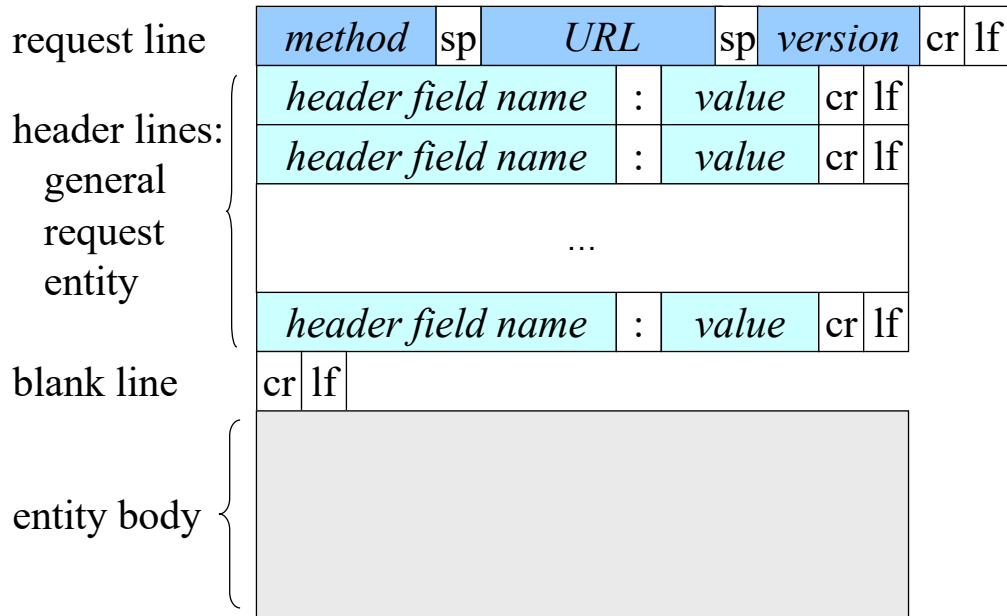 request line method sp URL sp version cr lf
header field name : value cr lf
header lines:
header field name : value cr lf
general
request
...
entity
header field name : value cr lf
blank line cr lf
entity body